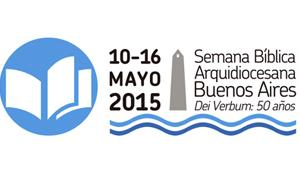 10-16
MAYO
2015
Semana Bíblica
Arquidiocesana
Buenos Aires
Dei Verbum: 50 años